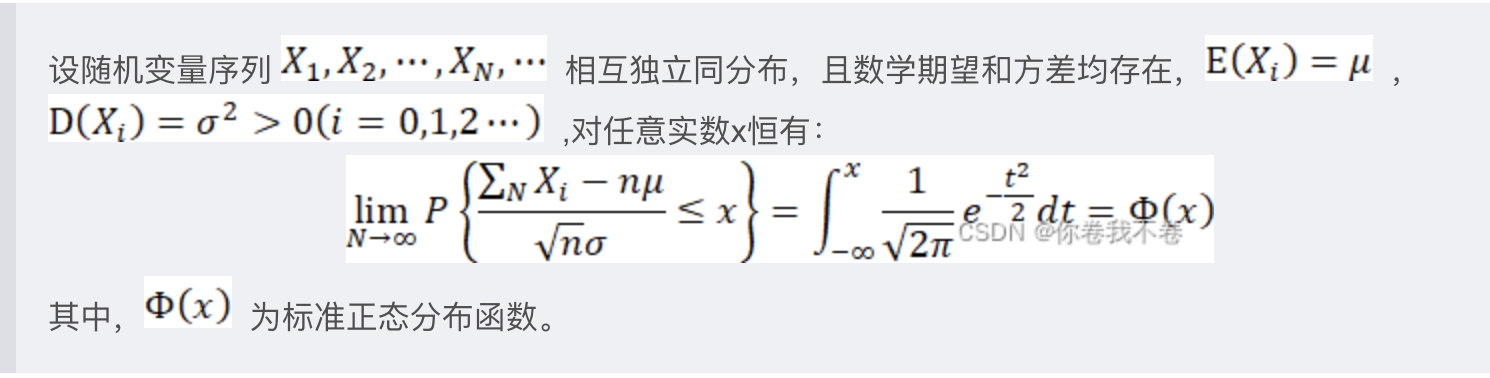 设随机变量序列 X₁,X₂,⋯,X_N,⋯ 相互独立同分布，且数学期望和方差均存在，E(Xᵢ) = μ ，
D(Xᵢ) = σ² > 0(i = 0,1,2⋯) ,对任意实数x恒有：
lim_{N→∞} P {(∑_N Xᵢ − nμ)/(√n σ) ≤ x} = ∫_{−∞}^{x} 1/√(2π) e^{−t²/2} dt = Φ(x)
CSDN @你卷我不卷
其中，Φ(x) 为标准正态分布函数。